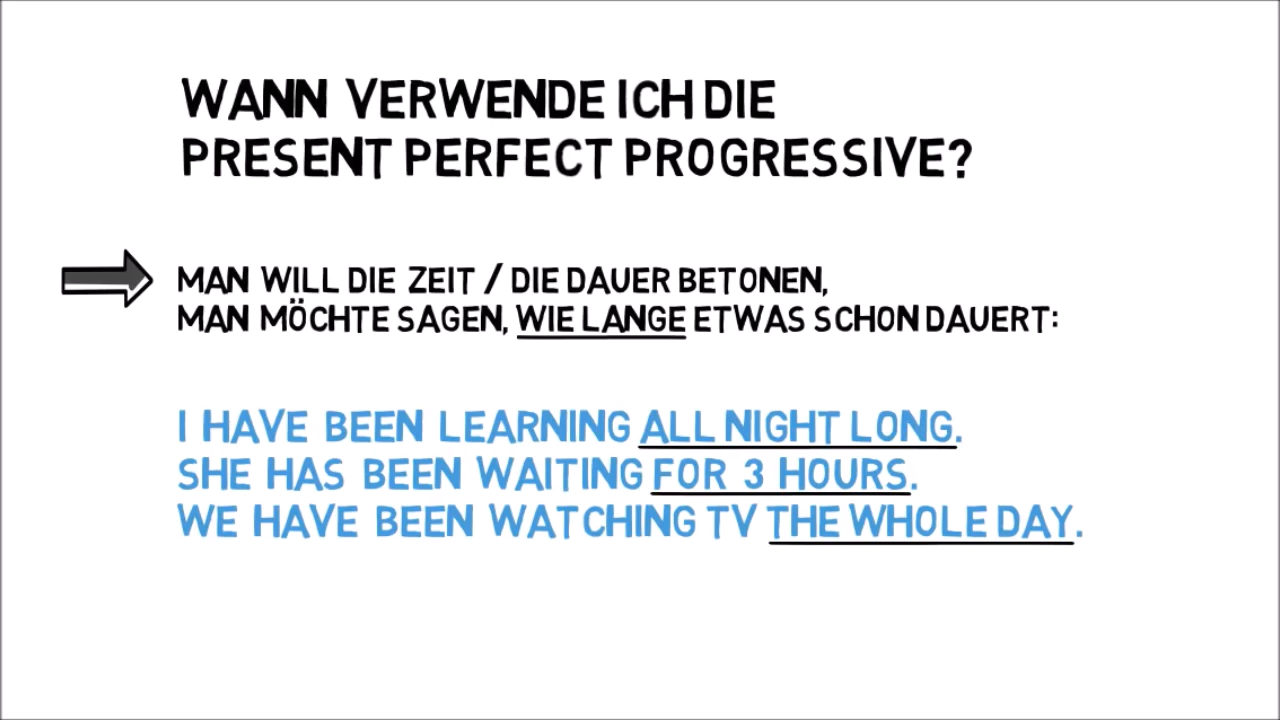 WANN VERWENDE ICH DIE
PRESENT PERFECT PROGRESSIVE?
MAN WILL DIE ZEIT / DIE DAUER BETONEN,
MAN MÖCHTE SAGEN, WIE LANGE ETWAS SCHON DAUERT:
I HAVE BEEN LEARNING ALL NIGHT LONG.
SHE HAS BEEN WAITING FOR 3 HOURS.
WE HAVE BEEN WATCHING TV THE WHOLE DAY.